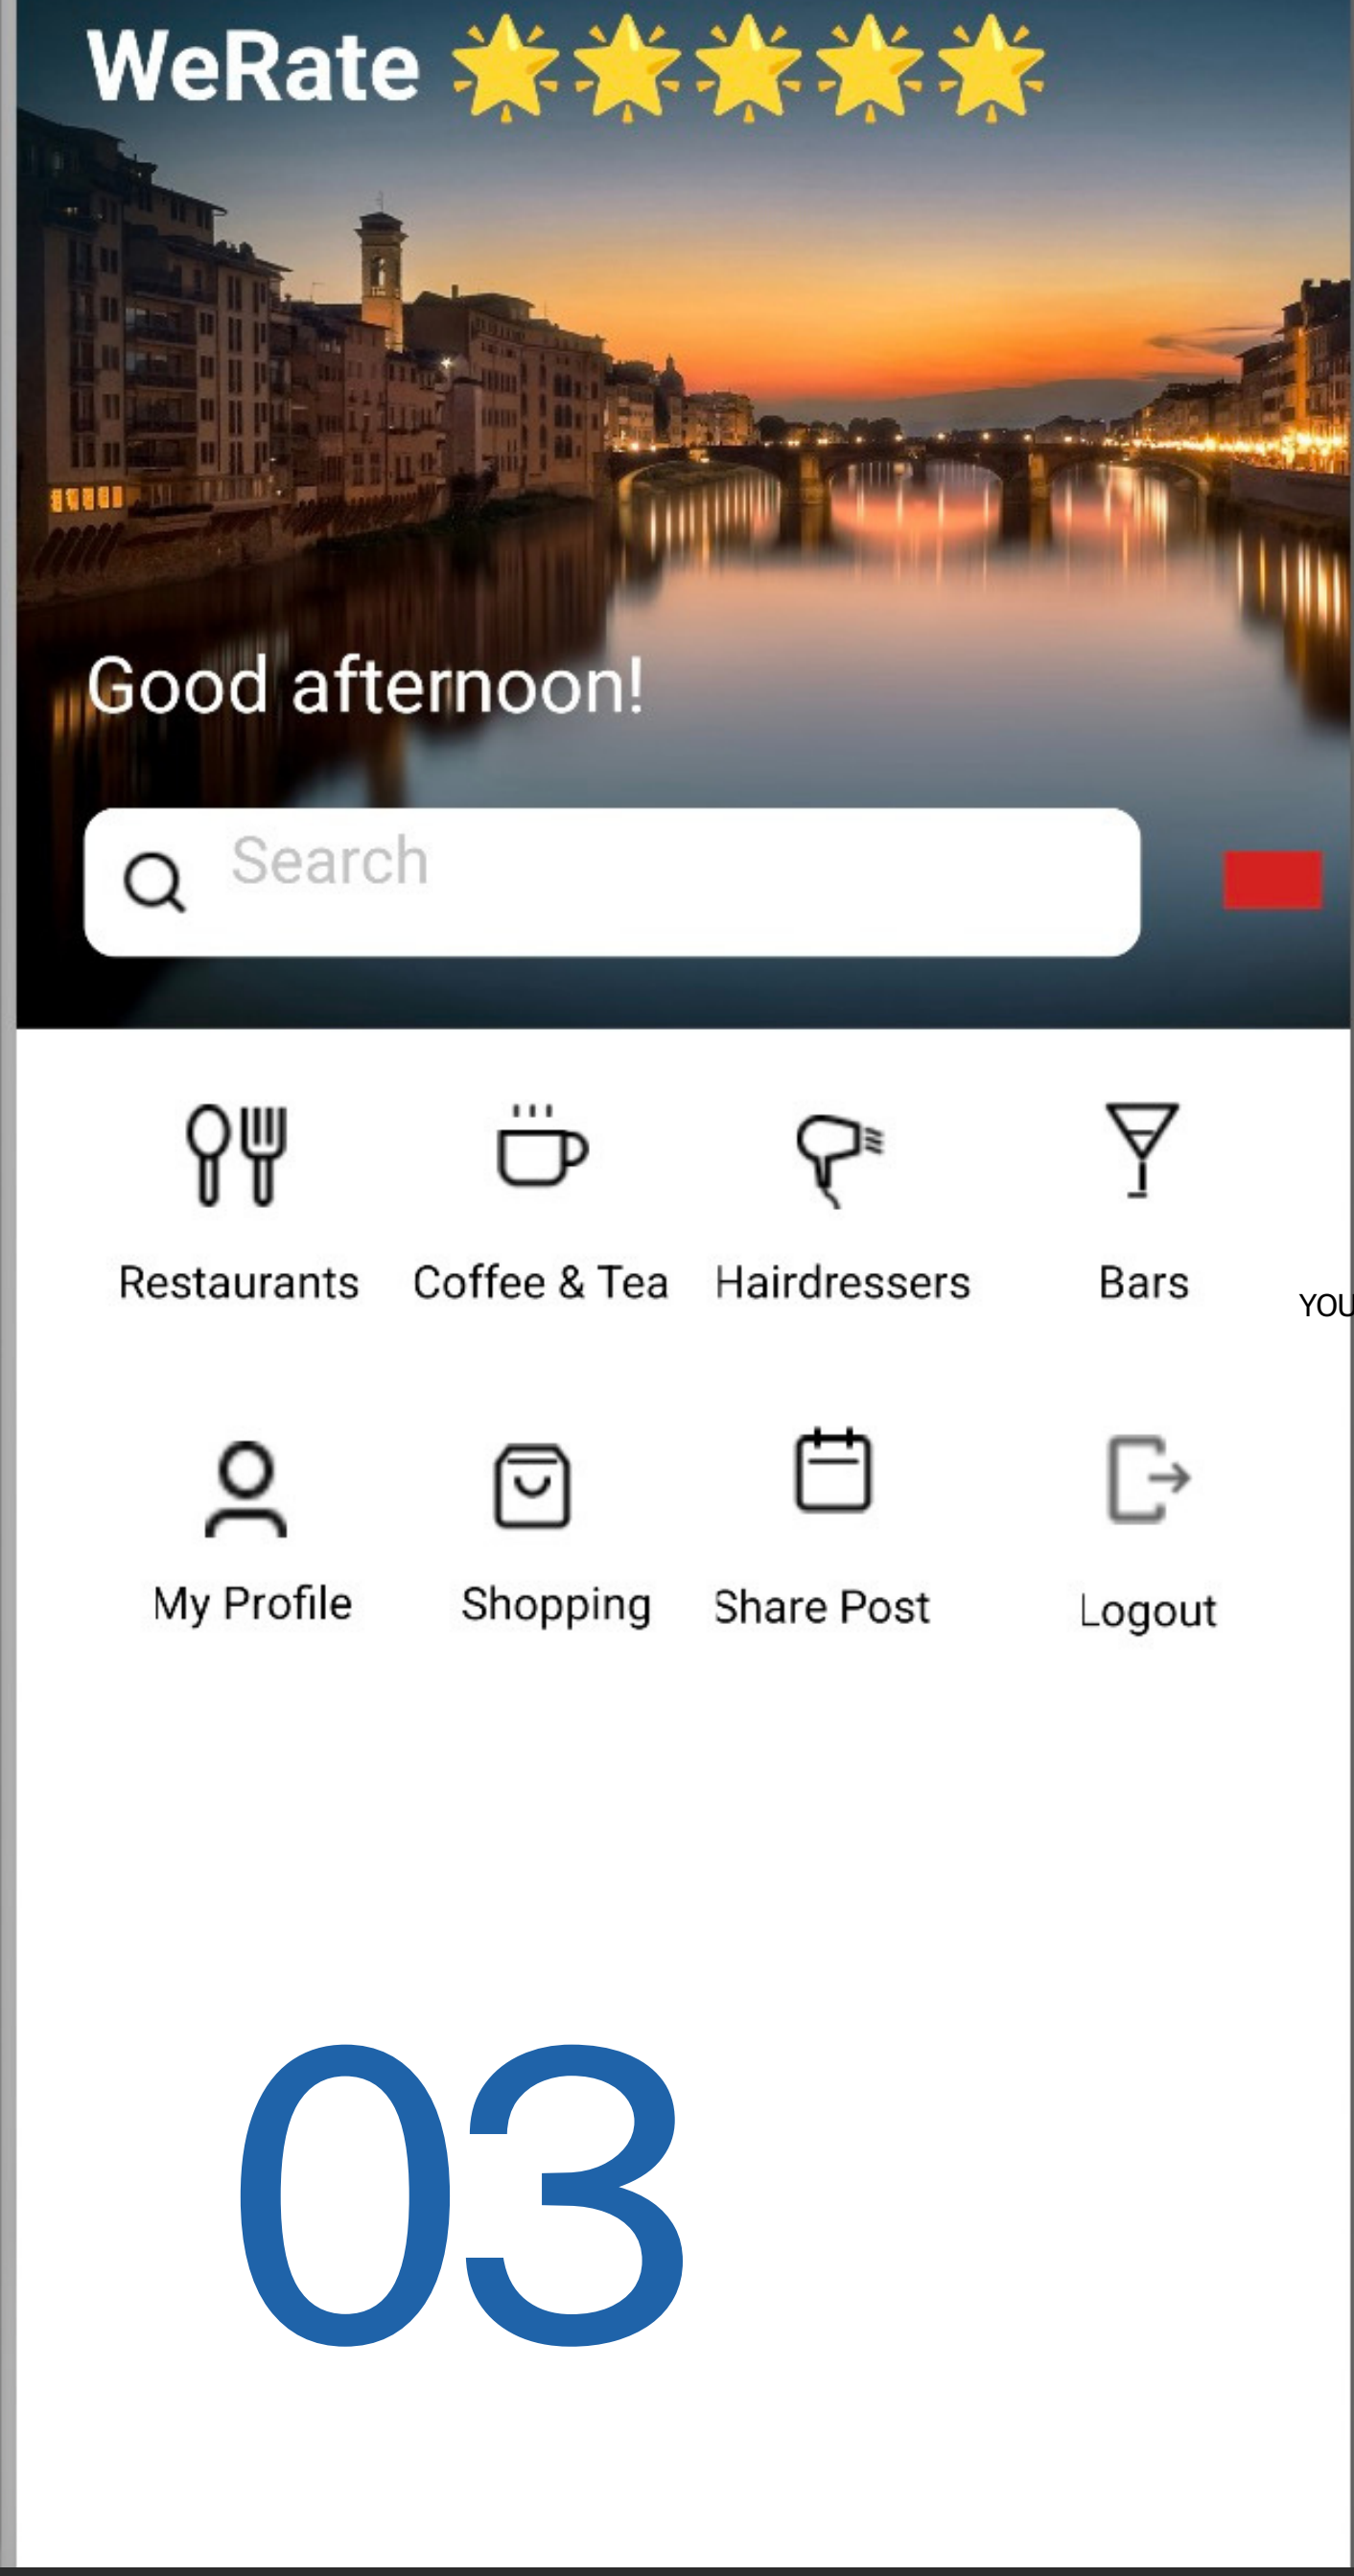 WeRate 🌟🌟🌟🌟🌟
Good afternoon!
Search
Restaurants Coffee & Tea Hairdressers Bars
YOU
My Profile Shopping Share Post Logout
03